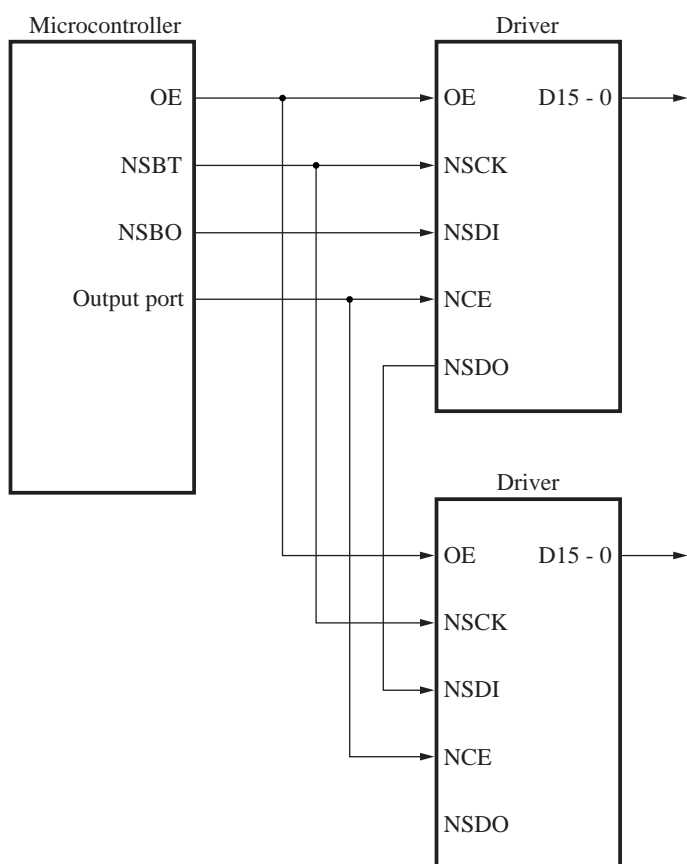 Microcontroller
OE
NSBT
NSBO
Output port
Driver
OE D15 - 0
NSCK
NSDI
NCE
NSDO
Driver
OE D15 - 0
NSCK
NSDI
NCE
NSDO